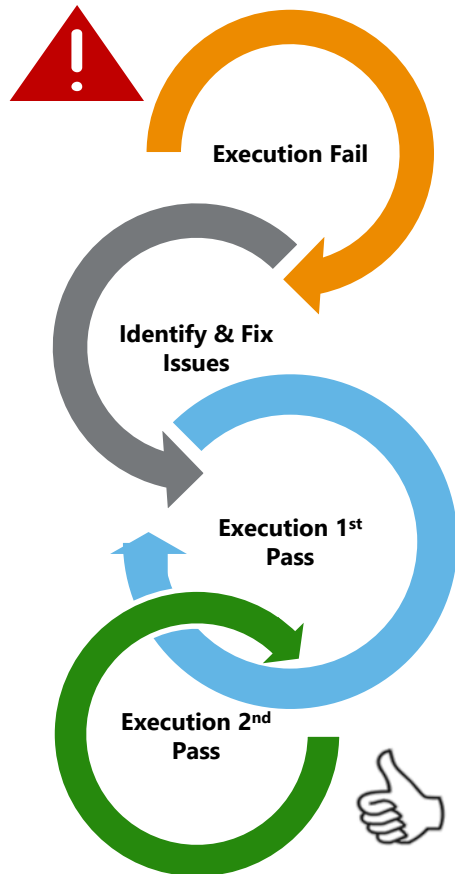 Execution Fail
Identify & Fix
Issues
Execution 1st
Pass
Execution 2nd
Pass